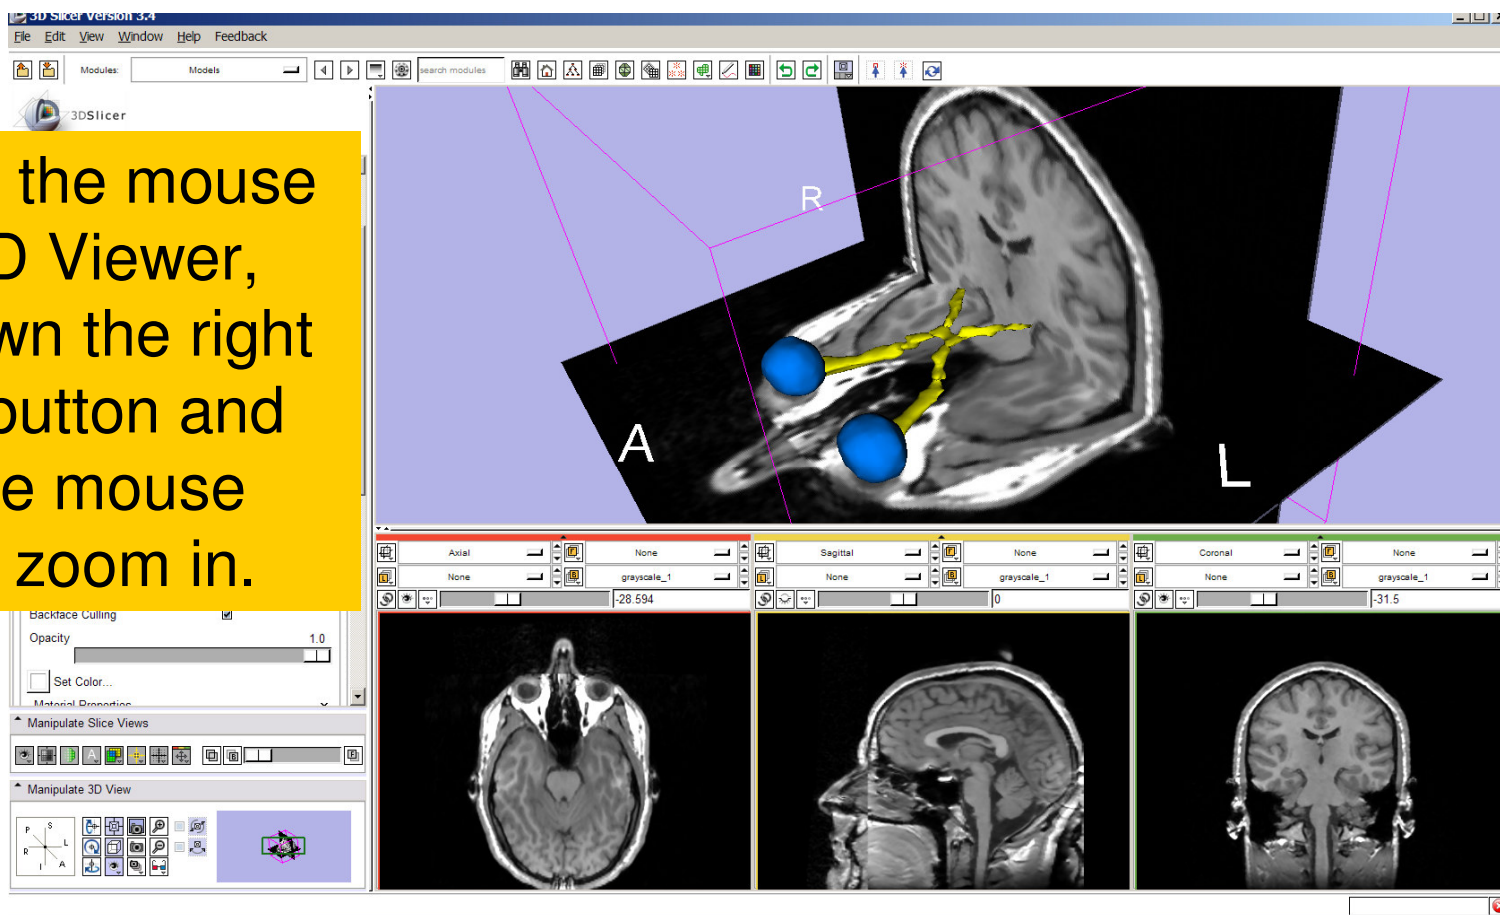 3D Slicer Version 3.4
File Edit View Window Help Feedback
Modules: Models search modules
3DSlicer
the mouse
D Viewer,
wn the right
button and
e mouse
zoom in.
R
A
L
Axial None Sagittal None Coronal None
None grayscale_1 None grayscale_1 None grayscale_1
-28.594 0 -31.5
Backface Culling
Opacity 1.0
Set Color...
Material Properties
Manipulate Slice Views
Manipulate 3D View
P S
R L
I A